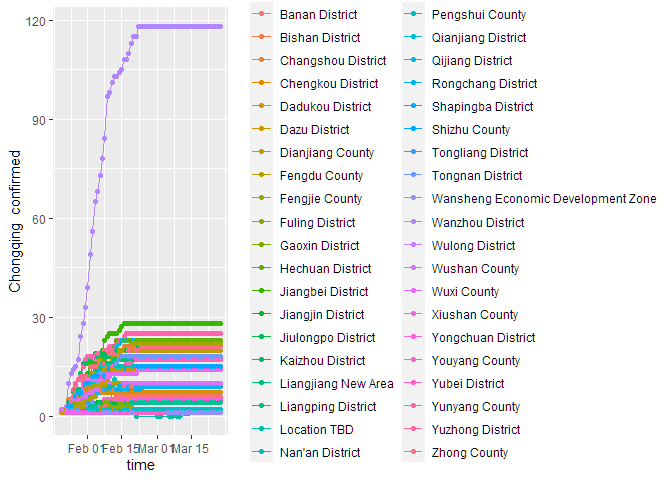 120
90
60
30
0
Chongqing confirmed
Feb 01 Feb 15 Mar 01 Mar 15
time
Banan District
Bishan District
Changshou District
Chengkou District
Dadukou District
Dazu District
Dianjiang County
Fengdu County
Fengjie County
Fuling District
Gaoxin District
Hechuan District
Jiangbei District
Jiangjin District
Jiulongpo District
Kaizhou District
Liangjiang New Area
Liangping District
Location TBD
Nan'an District
Pengshui County
Qianjiang District
Qijiang District
Rongchang District
Shapingba District
Shizhu County
Tongliang District
Tongnan District
Wansheng Economic Development Zone
Wanzhou District
Wulong District
Wushan County
Wuxi County
Xiushan County
Yongchuan District
Youyang County
Yubei District
Yunyang County
Yuzhong District
Zhong County